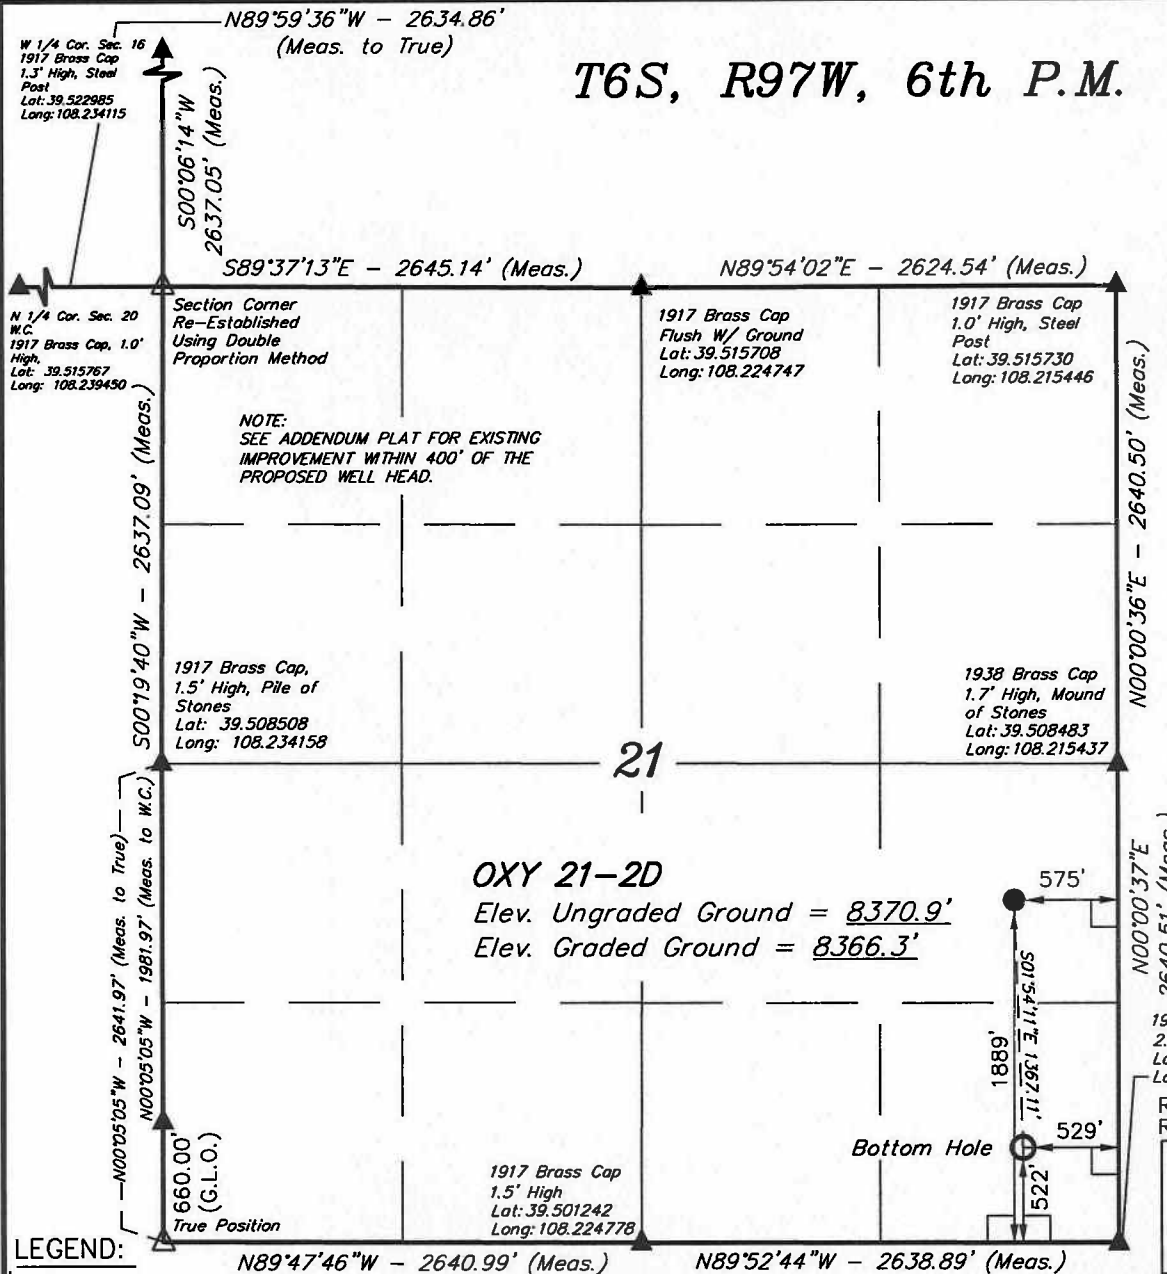 N89°59'36"W - 2634.86'
(Meas. to True)
W 1/4 Cor. Sec. 16
1917 Brass Cap
1.3' High, Steel
Post
Lat: 39.522985
Long: 108.234115
T6S, R97W, 6th P.M.
S00°06'14"W
2637.05' (Meas.)
S89°37'13"E - 2645.14' (Meas.)
N89°54'02"E - 2624.54' (Meas.)
N 1/4 Cor. Sec. 20
W.C.
1917 Brass Cap, 1.0'
High,
Lat: 39.515767
Long: 108.239450
Section Corner
Re-Established
Using Double
Proportion Method
1917 Brass Cap
Flush W/ Ground
Lat: 39.515708
Long: 108.224747
1917 Brass Cap
1.0' High, Steel
Post
Lat: 39.515730
Long: 108.215446
NOTE:
SEE ADDENDUM PLAT FOR EXISTING
IMPROVEMENT WITHIN 400' OF THE
PROPOSED WELL HEAD.
S00°19'40"W - 2637.09' (Meas.)
N00°00'36"E - 2640.50' (Meas.)
1917 Brass Cap,
1.5' High, Pile of
Stones
Lat: 39.508508
Long: 108.234158
1938 Brass Cap
1.7' High, Mound
of Stones
Lat: 39.508483
Long: 108.215437
21
N00°05'05"W - 2641.97' (Meas. to True)
N00°05'05"W - 1981.97' (Meas. to W.C.)
OXY 21-2D
Elev. Ungraded Ground = 8370.9'
Elev. Graded Ground = 8366.3'
575'
N00°00'37"E
S01°54'11"E 1367.11'
1889'
Bottom Hole
529'
522'
660.00'
(G.L.O.)
True Position
1917 Brass Cap
1.5' High
Lat: 39.501242
Long: 108.224778
LEGEND:
N89°47'46"W - 2640.99' (Meas.)
N89°52'44"W - 2638.89' (Meas.)